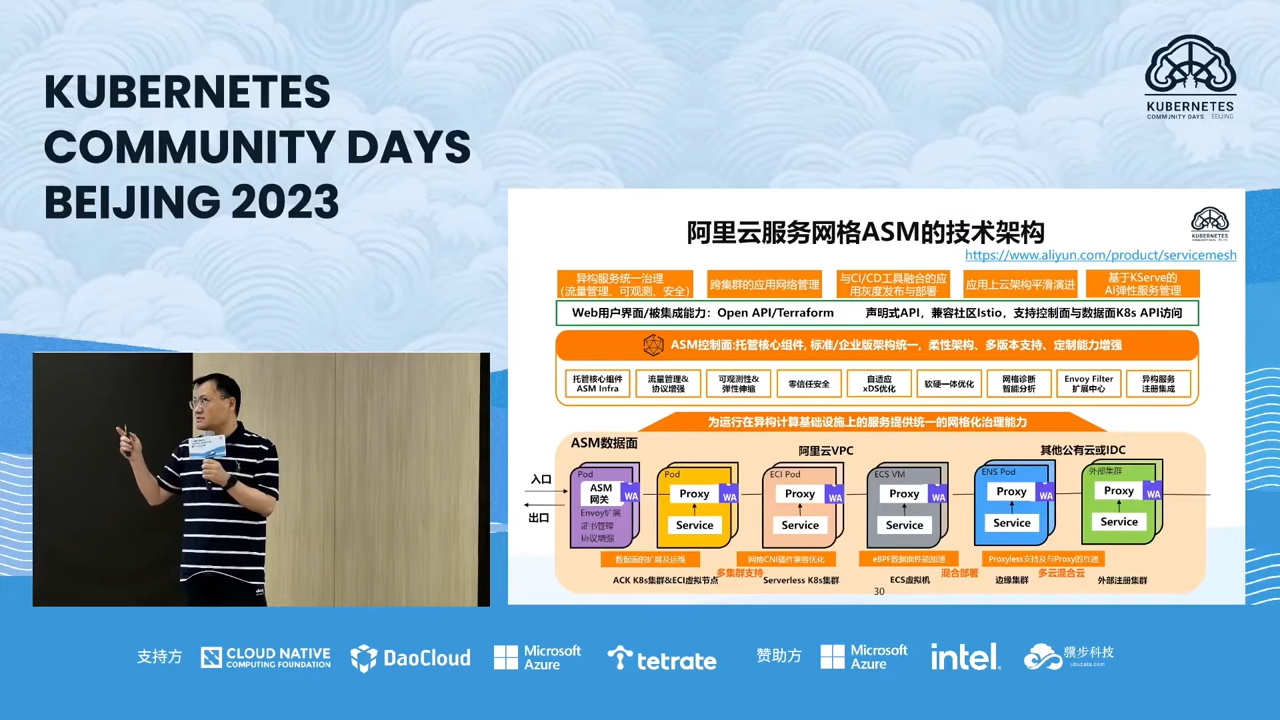 KUBERNETES
COMMUNITY DAYS
BEIJING 2023
KUBERNETES
COMMUNITY DAYS BEIJING
阿里云服务网格ASM的技术架构
KUBERNETES
https://www.aliyun.com/product/servicemesh
异构服务统一治理
(流量管理、可观测、安全)
跨集群的应用网络管理
与CI/CD工具融合的应
用灰度发布与部署
应用上云架构平滑演进
基于KServe的
AI弹性服务管理
Web用户界面/被集成能力：Open API/Terraform
声明式API，兼容社区Istio，支持控制面与数据面K8s API访问
ASM控制面:托管核心组件, 标准/企业版架构统一，柔性架构、多版本支持、定制能力增强
托管核心组件
ASM Infra
流量管理&
协议增强
可观测性&
弹性伸缩
零信任安全
自适应
xDS优化
软硬一体优化
网格诊断
智能分析
Envoy Filter
扩展中心
异构服务
注册集成
为运行在异构计算基础设施上的服务提供统一的网格化治理能力
ASM数据面
阿里云VPC
其他公有云或IDC
入口
出口
Pod
ASM
网关
WA
Envoy扩展
证书管理
协议增强
Pod
Proxy
WA
Service
ECI Pod
Proxy
WA
Service
ECS VM
Proxy
WA
Service
ENS Pod
Proxy
WA
Service
外部集群
Proxy
WA
Service
数据面的扩展及运维
网格CNI插件兼容优化
eBPF数据面性能加速
Proxyless支持及与Proxy的互通
多集群支持
混合部署
多云混合云
ACK K8s集群&ECI虚拟节点
Serverless K8s集群
ECS虚拟机
边缘集群
外部注册集群
30
支持方
CLOUD NATIVE
COMPUTING FOUNDATION
DaoCloud
Microsoft
Azure
tetrate
赞助方
Microsoft
Azure
intel.
骥步科技